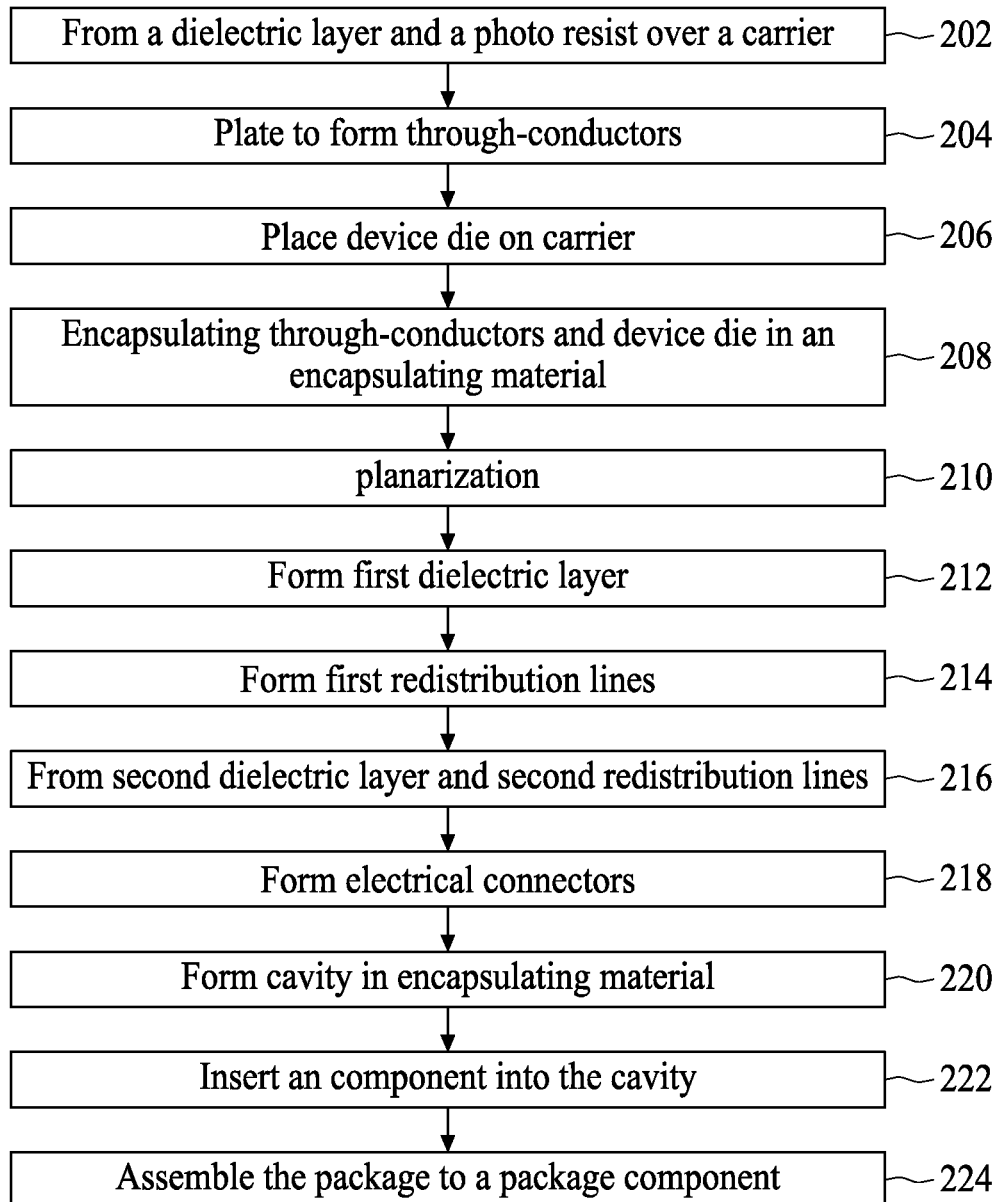 From a dielectric layer and a photo resist over a carrier 202
Plate to form through-conductors 204
Place device die on carrier 206
Encapsulating through-conductors and device die in an
encapsulating material 208
planarization 210
Form first dielectric layer 212
Form first redistribution lines 214
From second dielectric layer and second redistribution lines 216
Form electrical connectors 218
Form cavity in encapsulating material 220
Insert an component into the cavity 222
Assemble the package to a package component 224